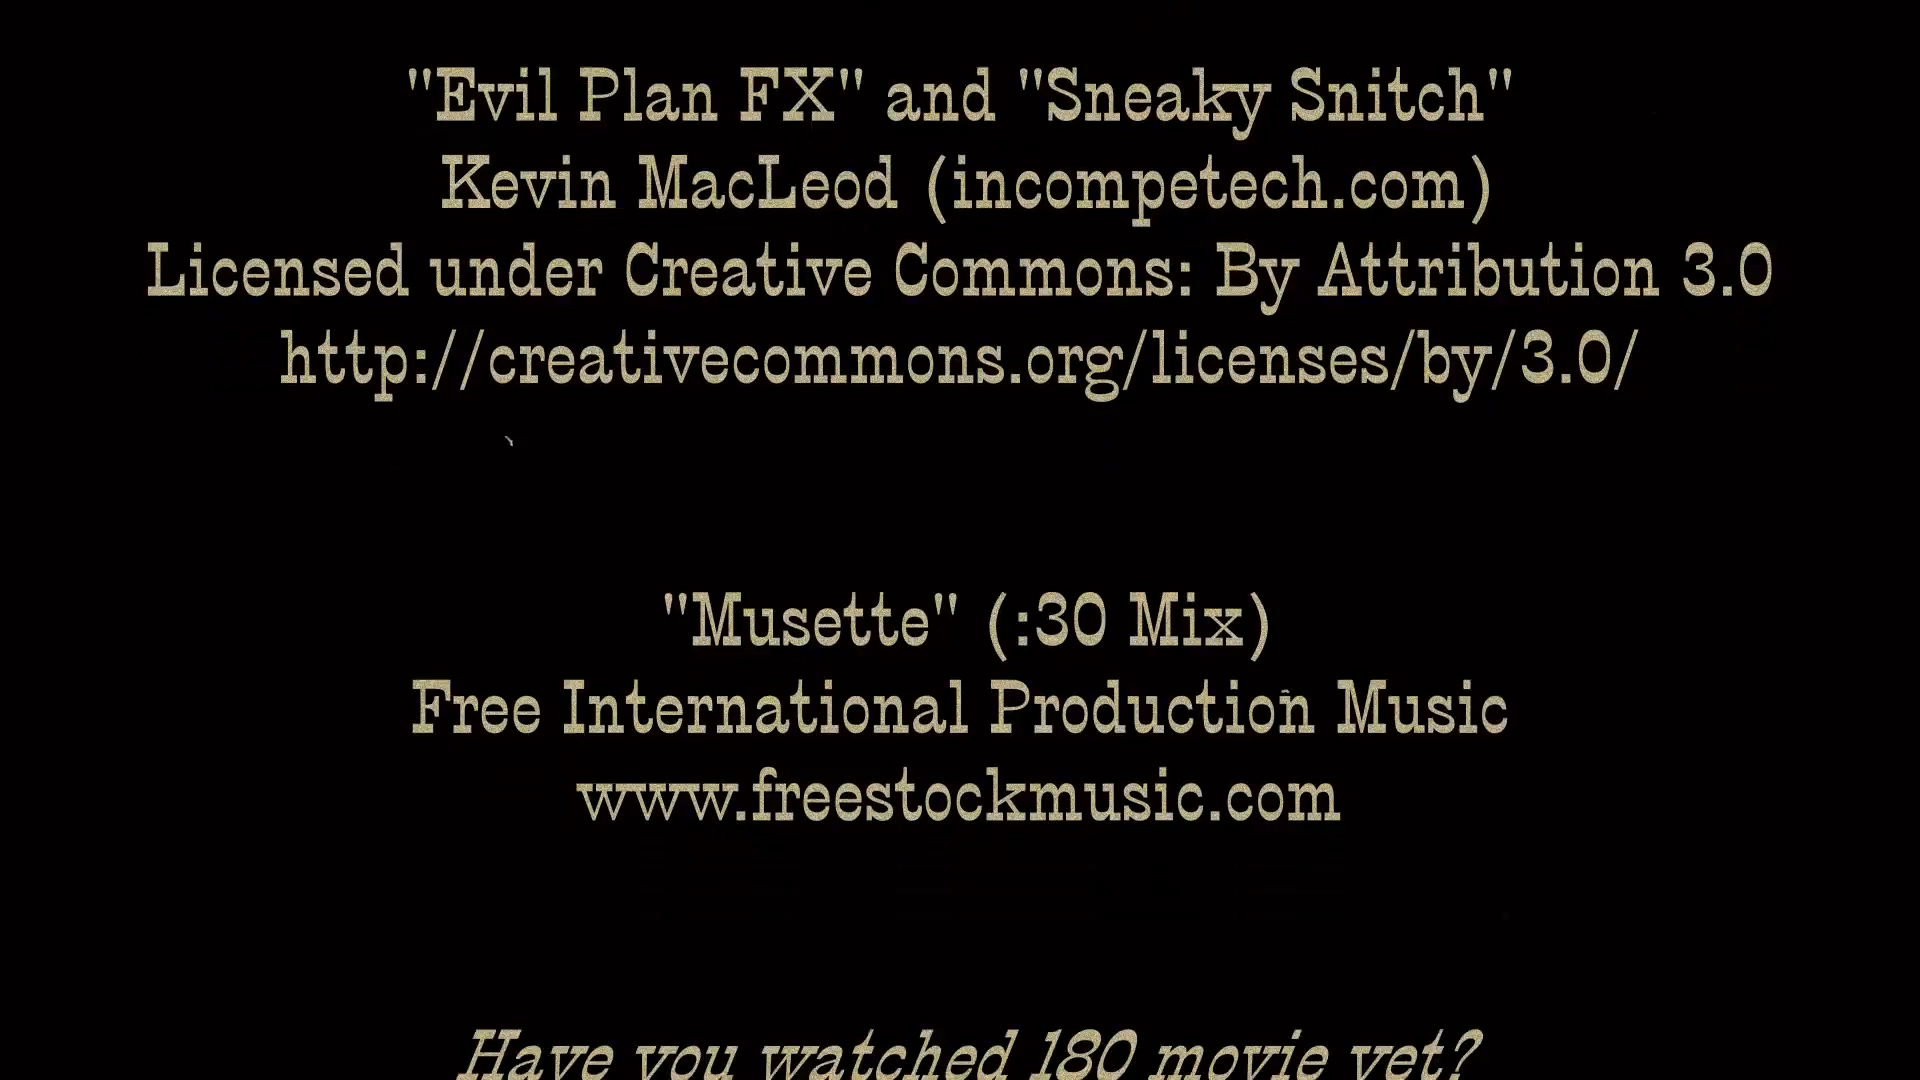 "Evil Plan FX" and "Sneaky Snitch"
Kevin MacLeod (incompetech.com)
Licensed under Creative Commons: By Attribution 3.0
http://creativecommons.org/licenses/by/3.0/
"Musette" (:30 Mix)
Free International Production Music
www.freestockmusic.com
Have you watched 180 movie yet?